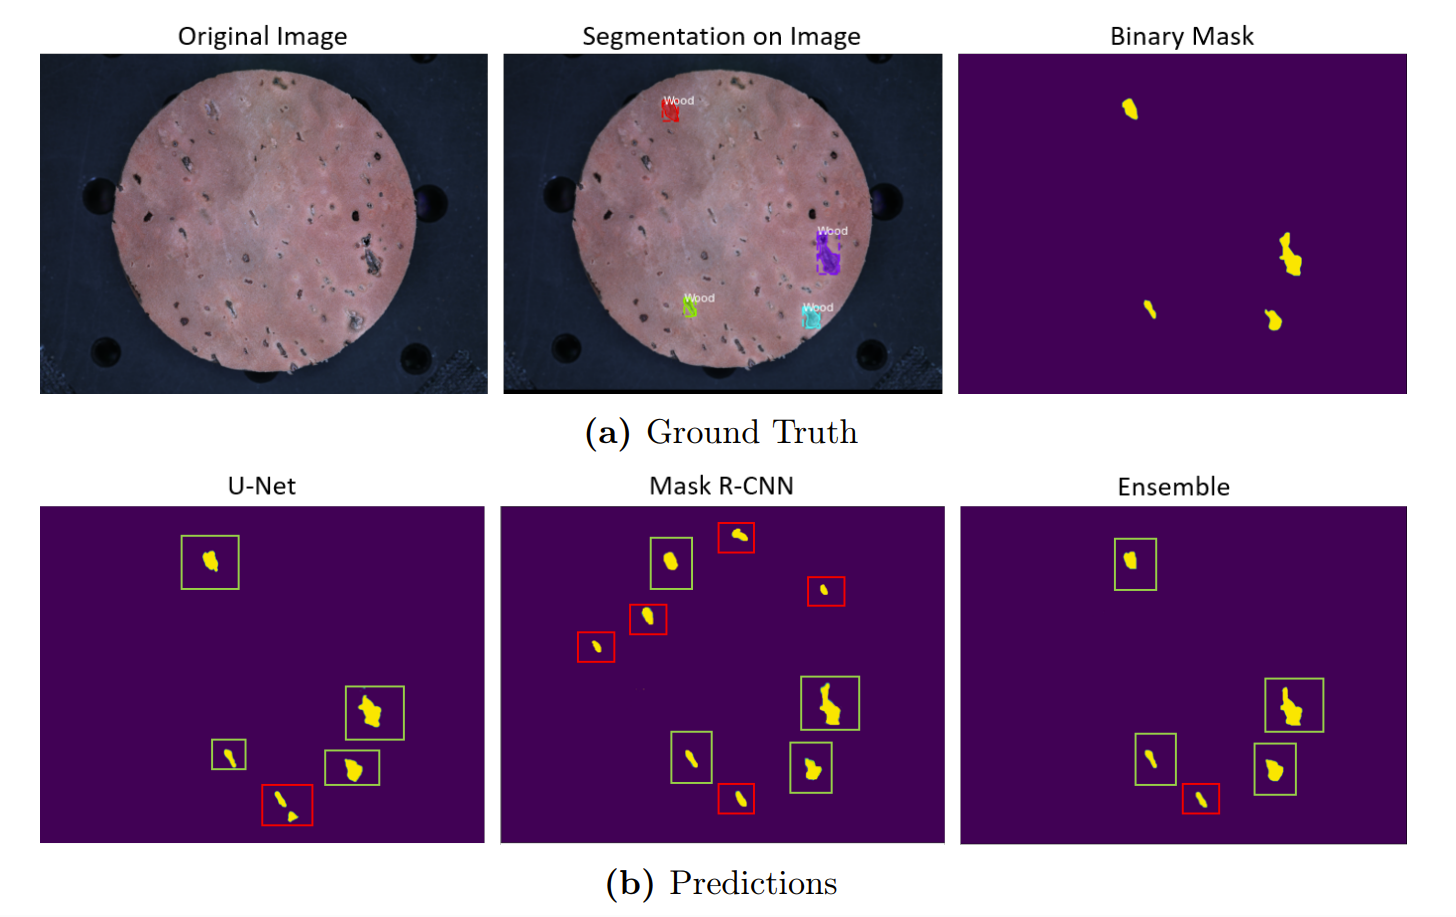 Original Image
Segmentation on Image
Binary Mask
Wood
Wood
Wood
Wood
(a) Ground Truth
U-Net
Mask R-CNN
Ensemble
(b) Predictions